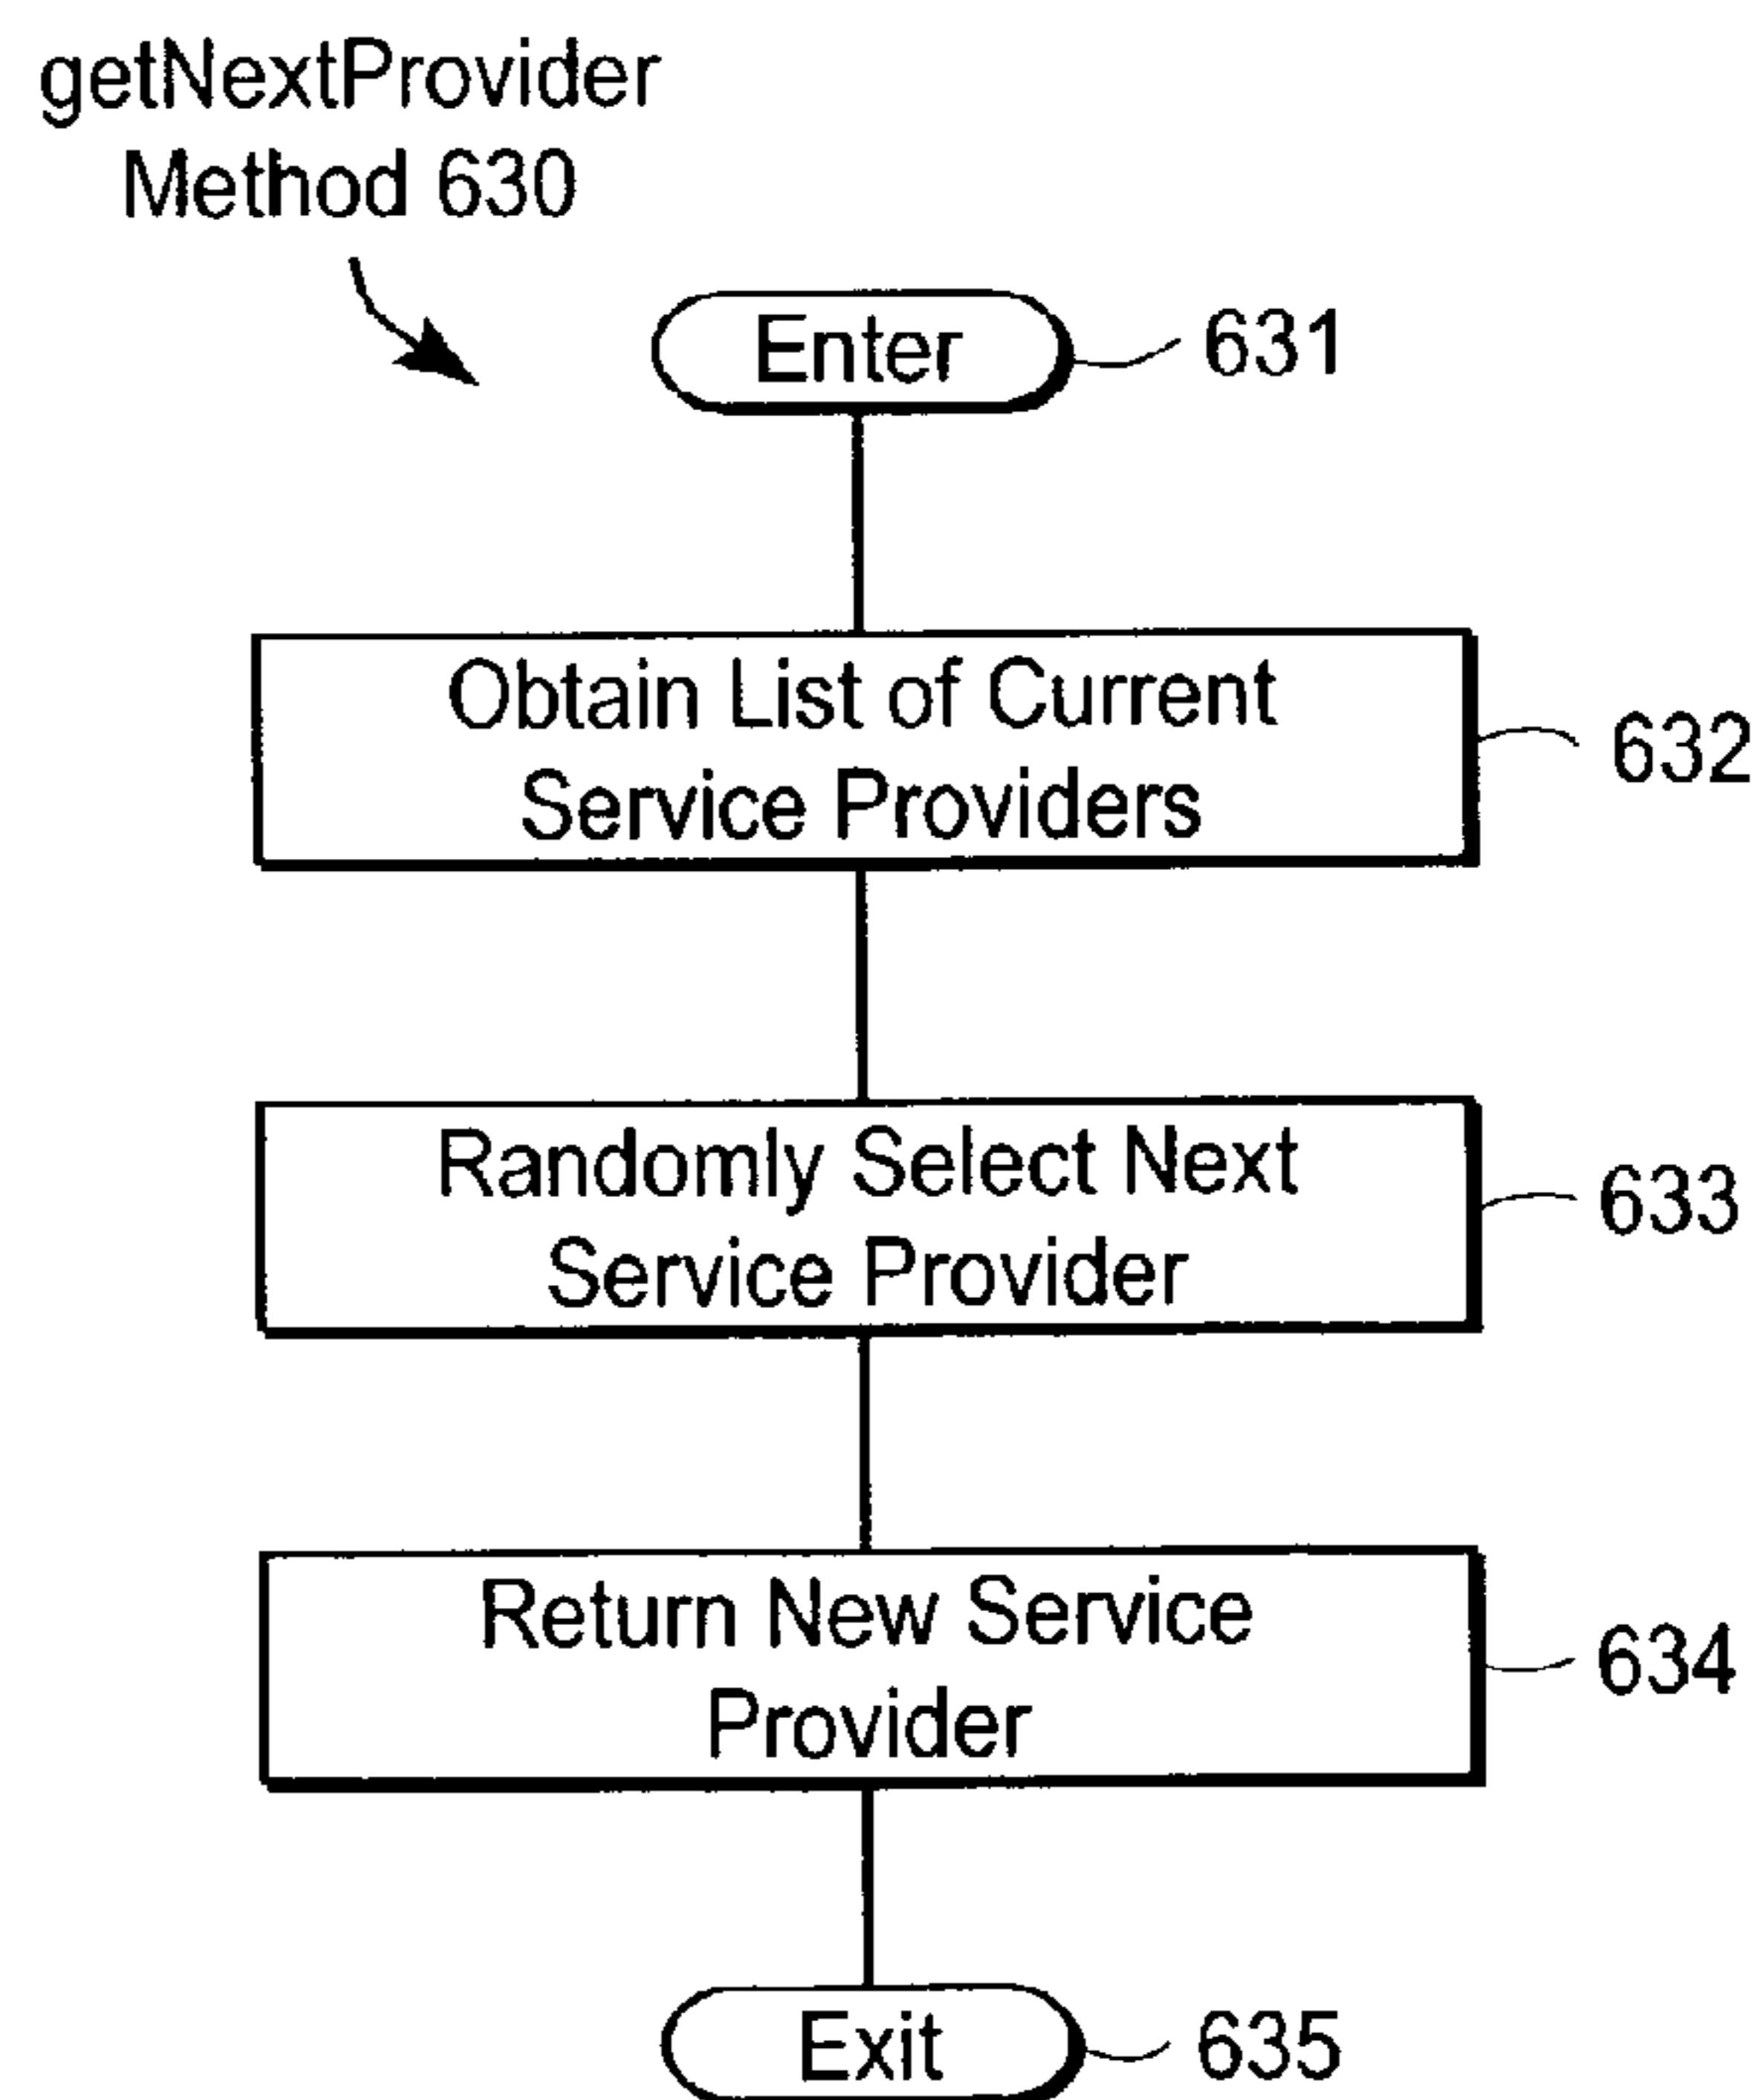 getNextProvider
Method 630
Enter
631
Obtain List of Current
Service Providers
632
Randomly Select Next
Service Provider
633
Return New Service
Provider
634
Exit
635